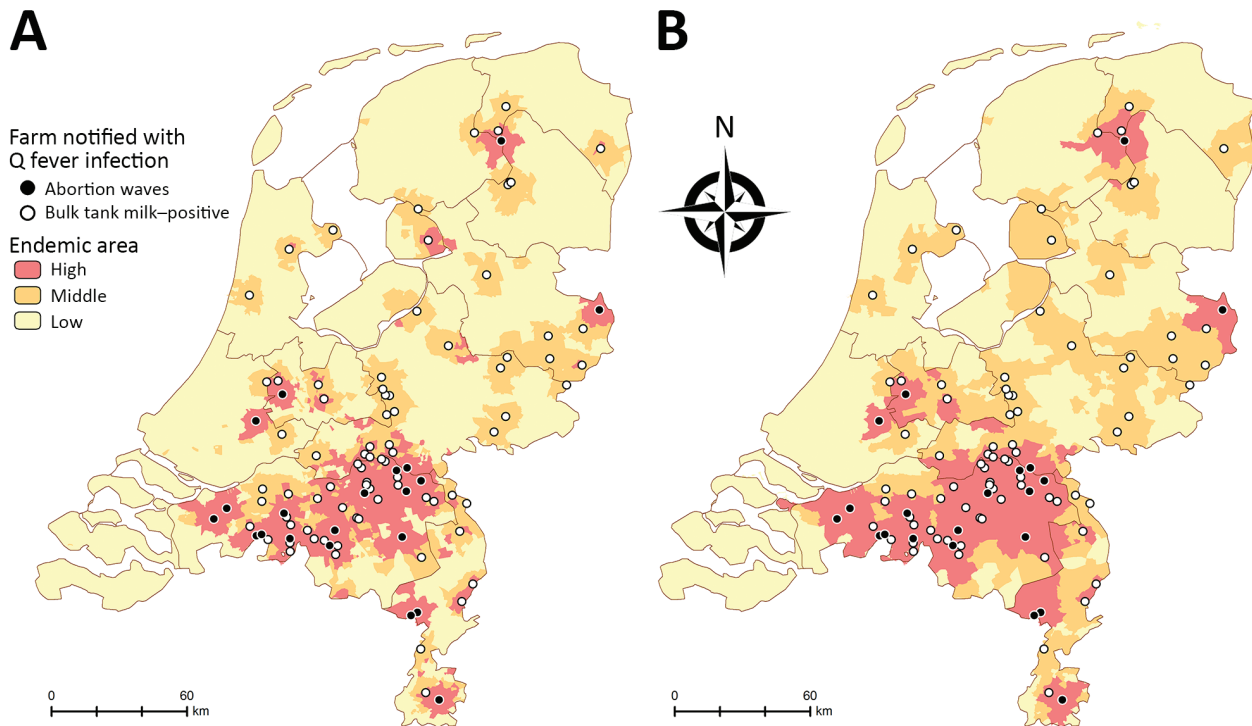 A
B
Farm notified with
Q fever infection
Abortion waves
Bulk tank milk–positive
Endemic area
High
Middle
Low
N
0 60
km
0 60
km